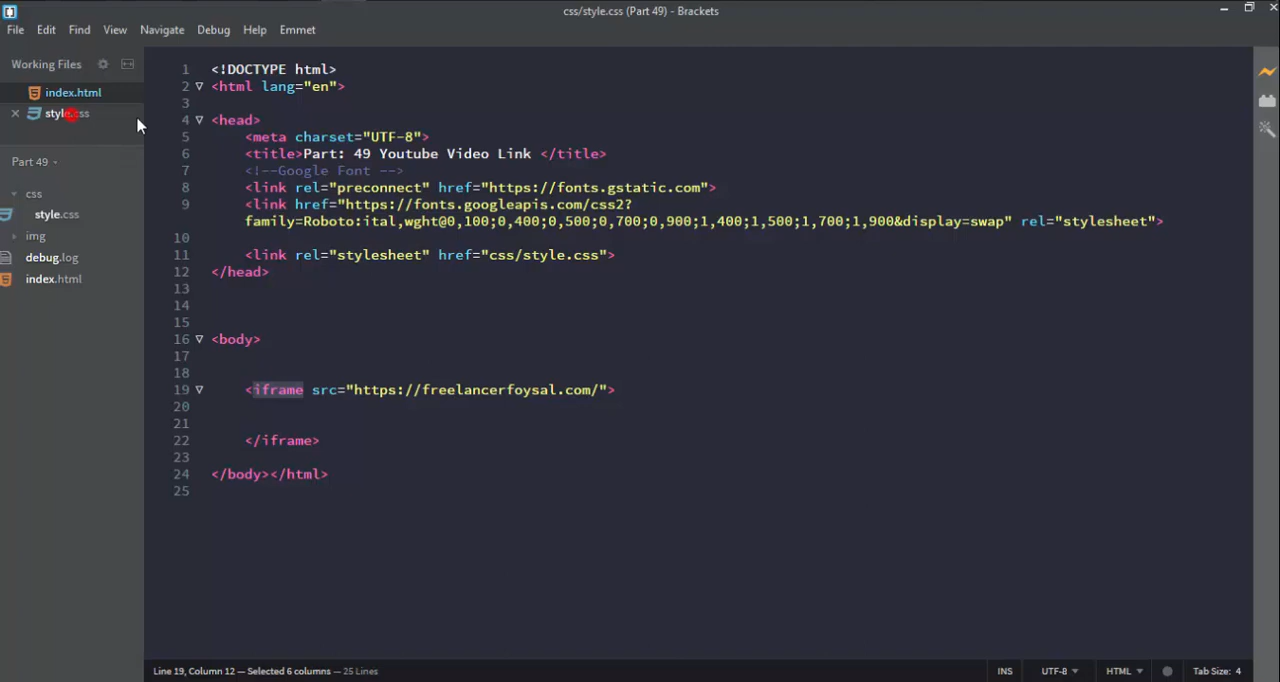 css/style.css (Part 49) - Brackets
File Edit Find View Navigate Debug Help Emmet
Working Files
index.html
style.css
Part 49
css
style.css
img
debug.log
index.html
1 <!DOCTYPE html>
2 <html lang="en">
3
4 <head>
5 <meta charset="UTF-8">
6 <title>Part: 49 Youtube Video Link </title>
7 <!--Google Font -->
8 <link rel="preconnect" href="https://fonts.gstatic.com">
9 <link href="https://fonts.googleapis.com/css2?
family=Roboto:ital,wght@0,100;0,400;0,500;0,700;0,900;1,400;1,500;1,700;1,900&display=swap" rel="stylesheet">
10
11 <link rel="stylesheet" href="css/style.css">
12 </head>
13
14
15
16 <body>
17
18
19 <iframe src="https://freelancerfoysal.com/">
20
21
22 </iframe>
23
24 </body></html>
25
Line 19, Column 12 — Selected 6 columns — 25 Lines
INS UTF-8 HTML Tab Size: 4